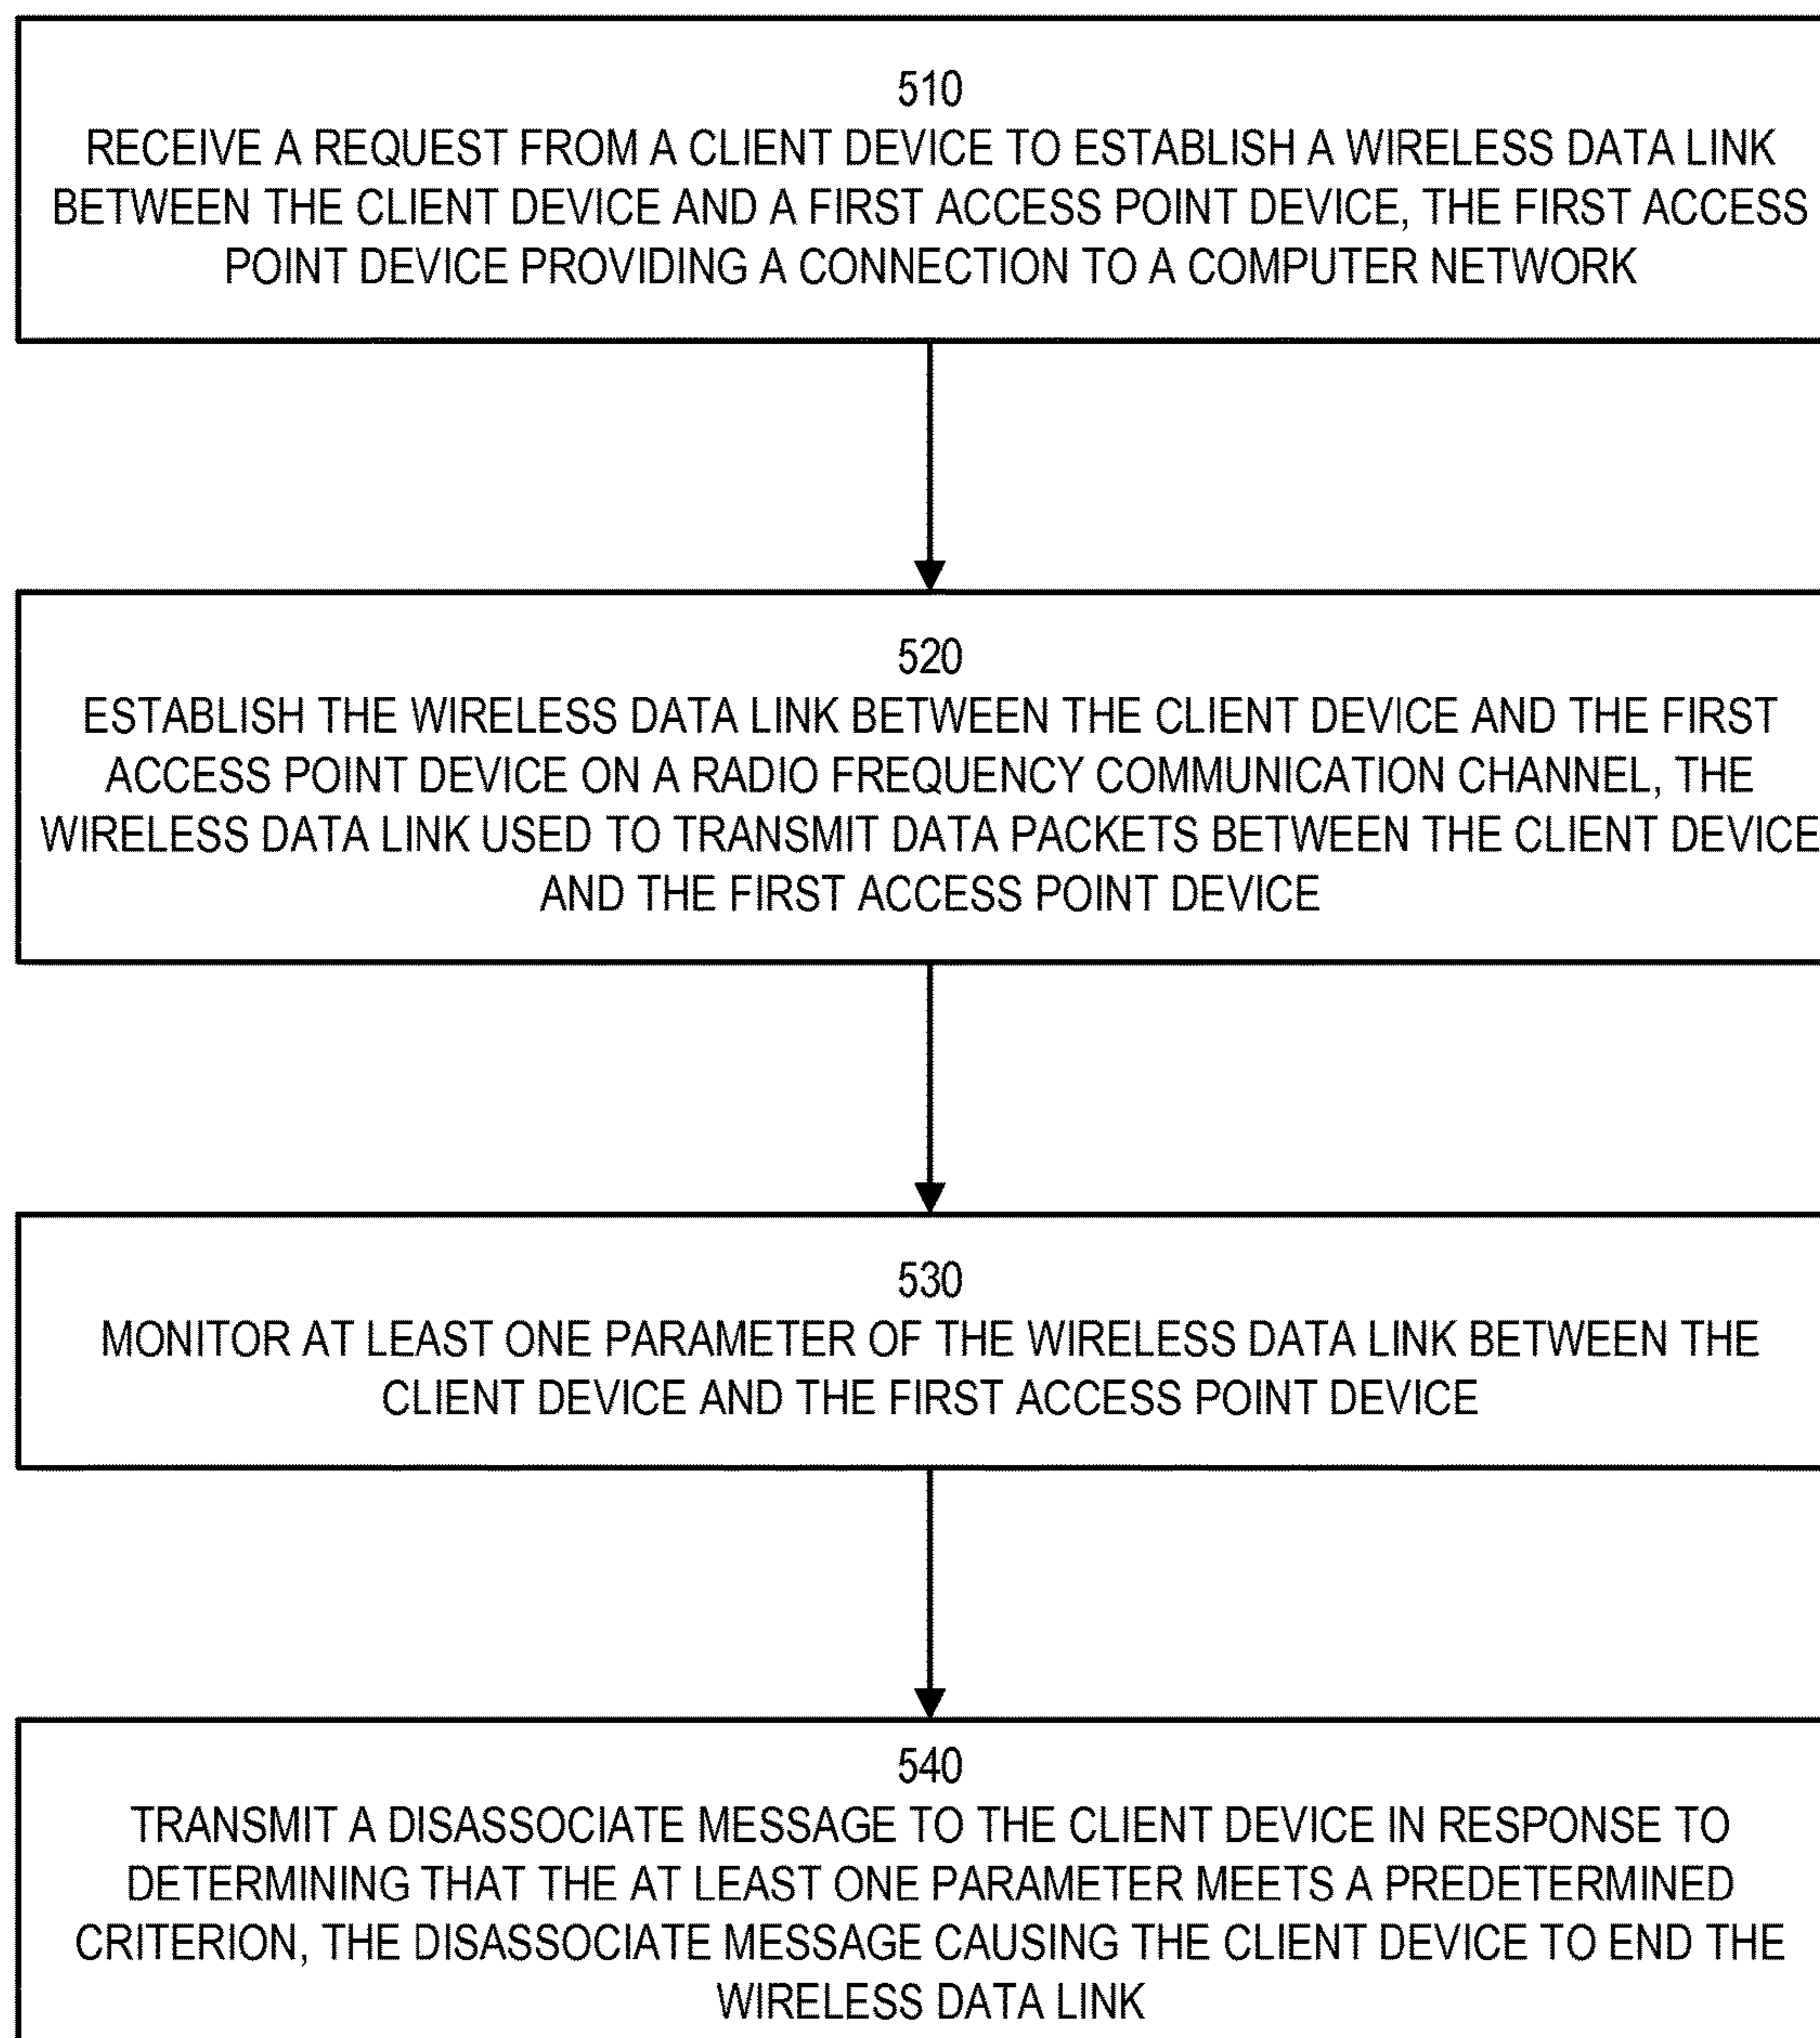 510
RECEIVE A REQUEST FROM A CLIENT DEVICE TO ESTABLISH A WIRELESS DATA LINK
BETWEEN THE CLIENT DEVICE AND A FIRST ACCESS POINT DEVICE, THE FIRST ACCESS
POINT DEVICE PROVIDING A CONNECTION TO A COMPUTER NETWORK
520
ESTABLISH THE WIRELESS DATA LINK BETWEEN THE CLIENT DEVICE AND THE FIRST
ACCESS POINT DEVICE ON A RADIO FREQUENCY COMMUNICATION CHANNEL, THE
WIRELESS DATA LINK USED TO TRANSMIT DATA PACKETS BETWEEN THE CLIENT DEVICE
AND THE FIRST ACCESS POINT DEVICE
530
MONITOR AT LEAST ONE PARAMETER OF THE WIRELESS DATA LINK BETWEEN THE
CLIENT DEVICE AND THE FIRST ACCESS POINT DEVICE
540
TRANSMIT A DISASSOCIATE MESSAGE TO THE CLIENT DEVICE IN RESPONSE TO
DETERMINING THAT THE AT LEAST ONE PARAMETER MEETS A PREDETERMINED
CRITERION, THE DISASSOCIATE MESSAGE CAUSING THE CLIENT DEVICE TO END THE
WIRELESS DATA LINK